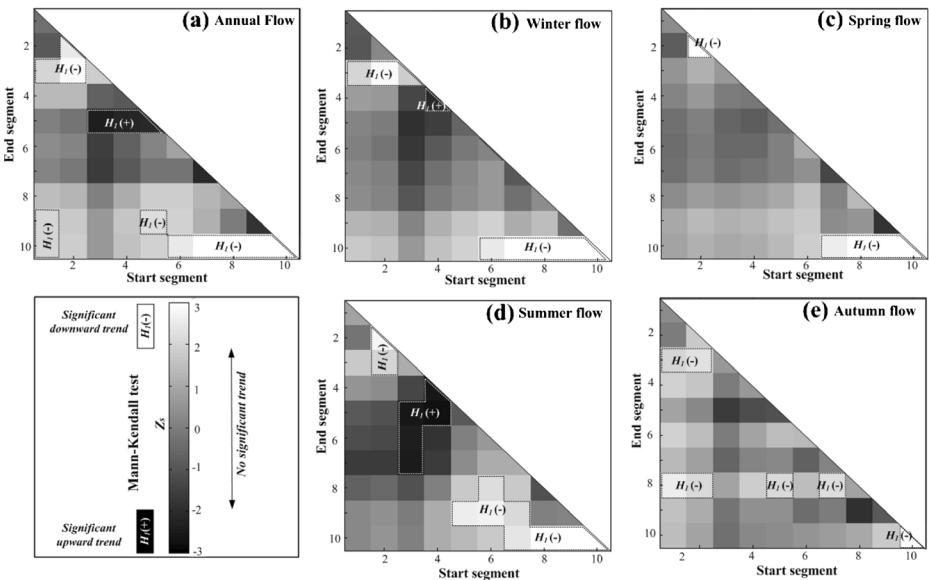 (a) Annual Flow
End segment
2
4
6
8
10
H1(-)
H1(+)
H1(-)
H1(-)
H1(-)
2 4 6 8 10
Start segment
(b) Winter flow
End segment
2
4
6
8
10
H1(-)
H1(+)
H1(-)
2 4 6 8 10
Start segment
(c) Spring flow
End segment
2
4
6
8
10
H1(-)
H1(-)
2 4 6 8 10
Start segment
Significant
downward trend
H1(-)
Mann-Kendall test
Significant
upward trend
H1(+)
Zs
3
2
1
0
-1
-2
-3
No significant trend
(d) Summer flow
End segment
2
4
6
8
10
H1(-)
H1(+)
H1(-)
H1(-)
2 4 6 8 10
Start segment
(e) Autumn flow
End segment
2
4
6
8
10
H1(-)
H1(-)
H1(-)
H1(-)
H1(-)
2 4 6 8 10
Start segment